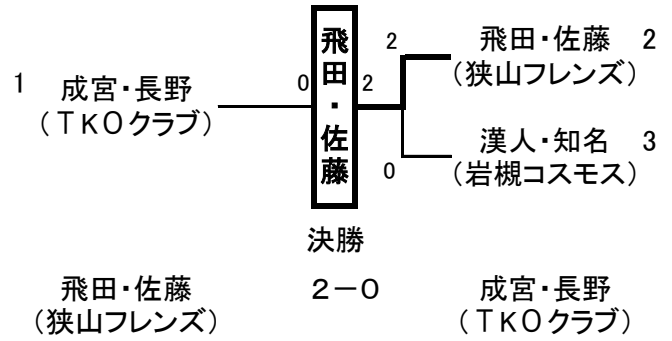 1 成宮・長野
(TKOクラブ)
0
飛田・佐藤
2
2
飛田・佐藤 2
(狭山フレンズ)
0
漢人・知名 3
(岩槻コスモス)
決勝
飛田・佐藤 2-0 成宮・長野
(狭山フレンズ) (TKOクラブ)